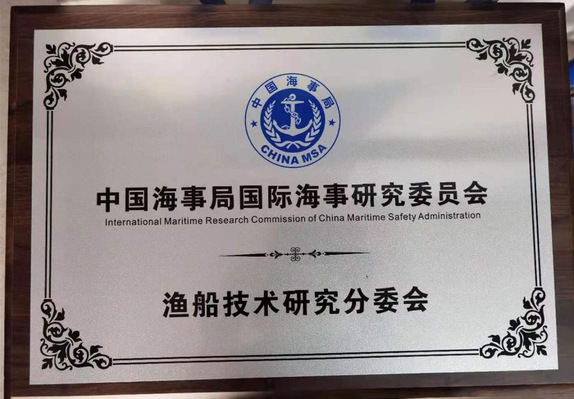 中国海事局
CHINA MSA
中国海事局国际海事研究委员会
International Maritime Research Commission of China Maritime Safety Administration
渔船技术研究分委会